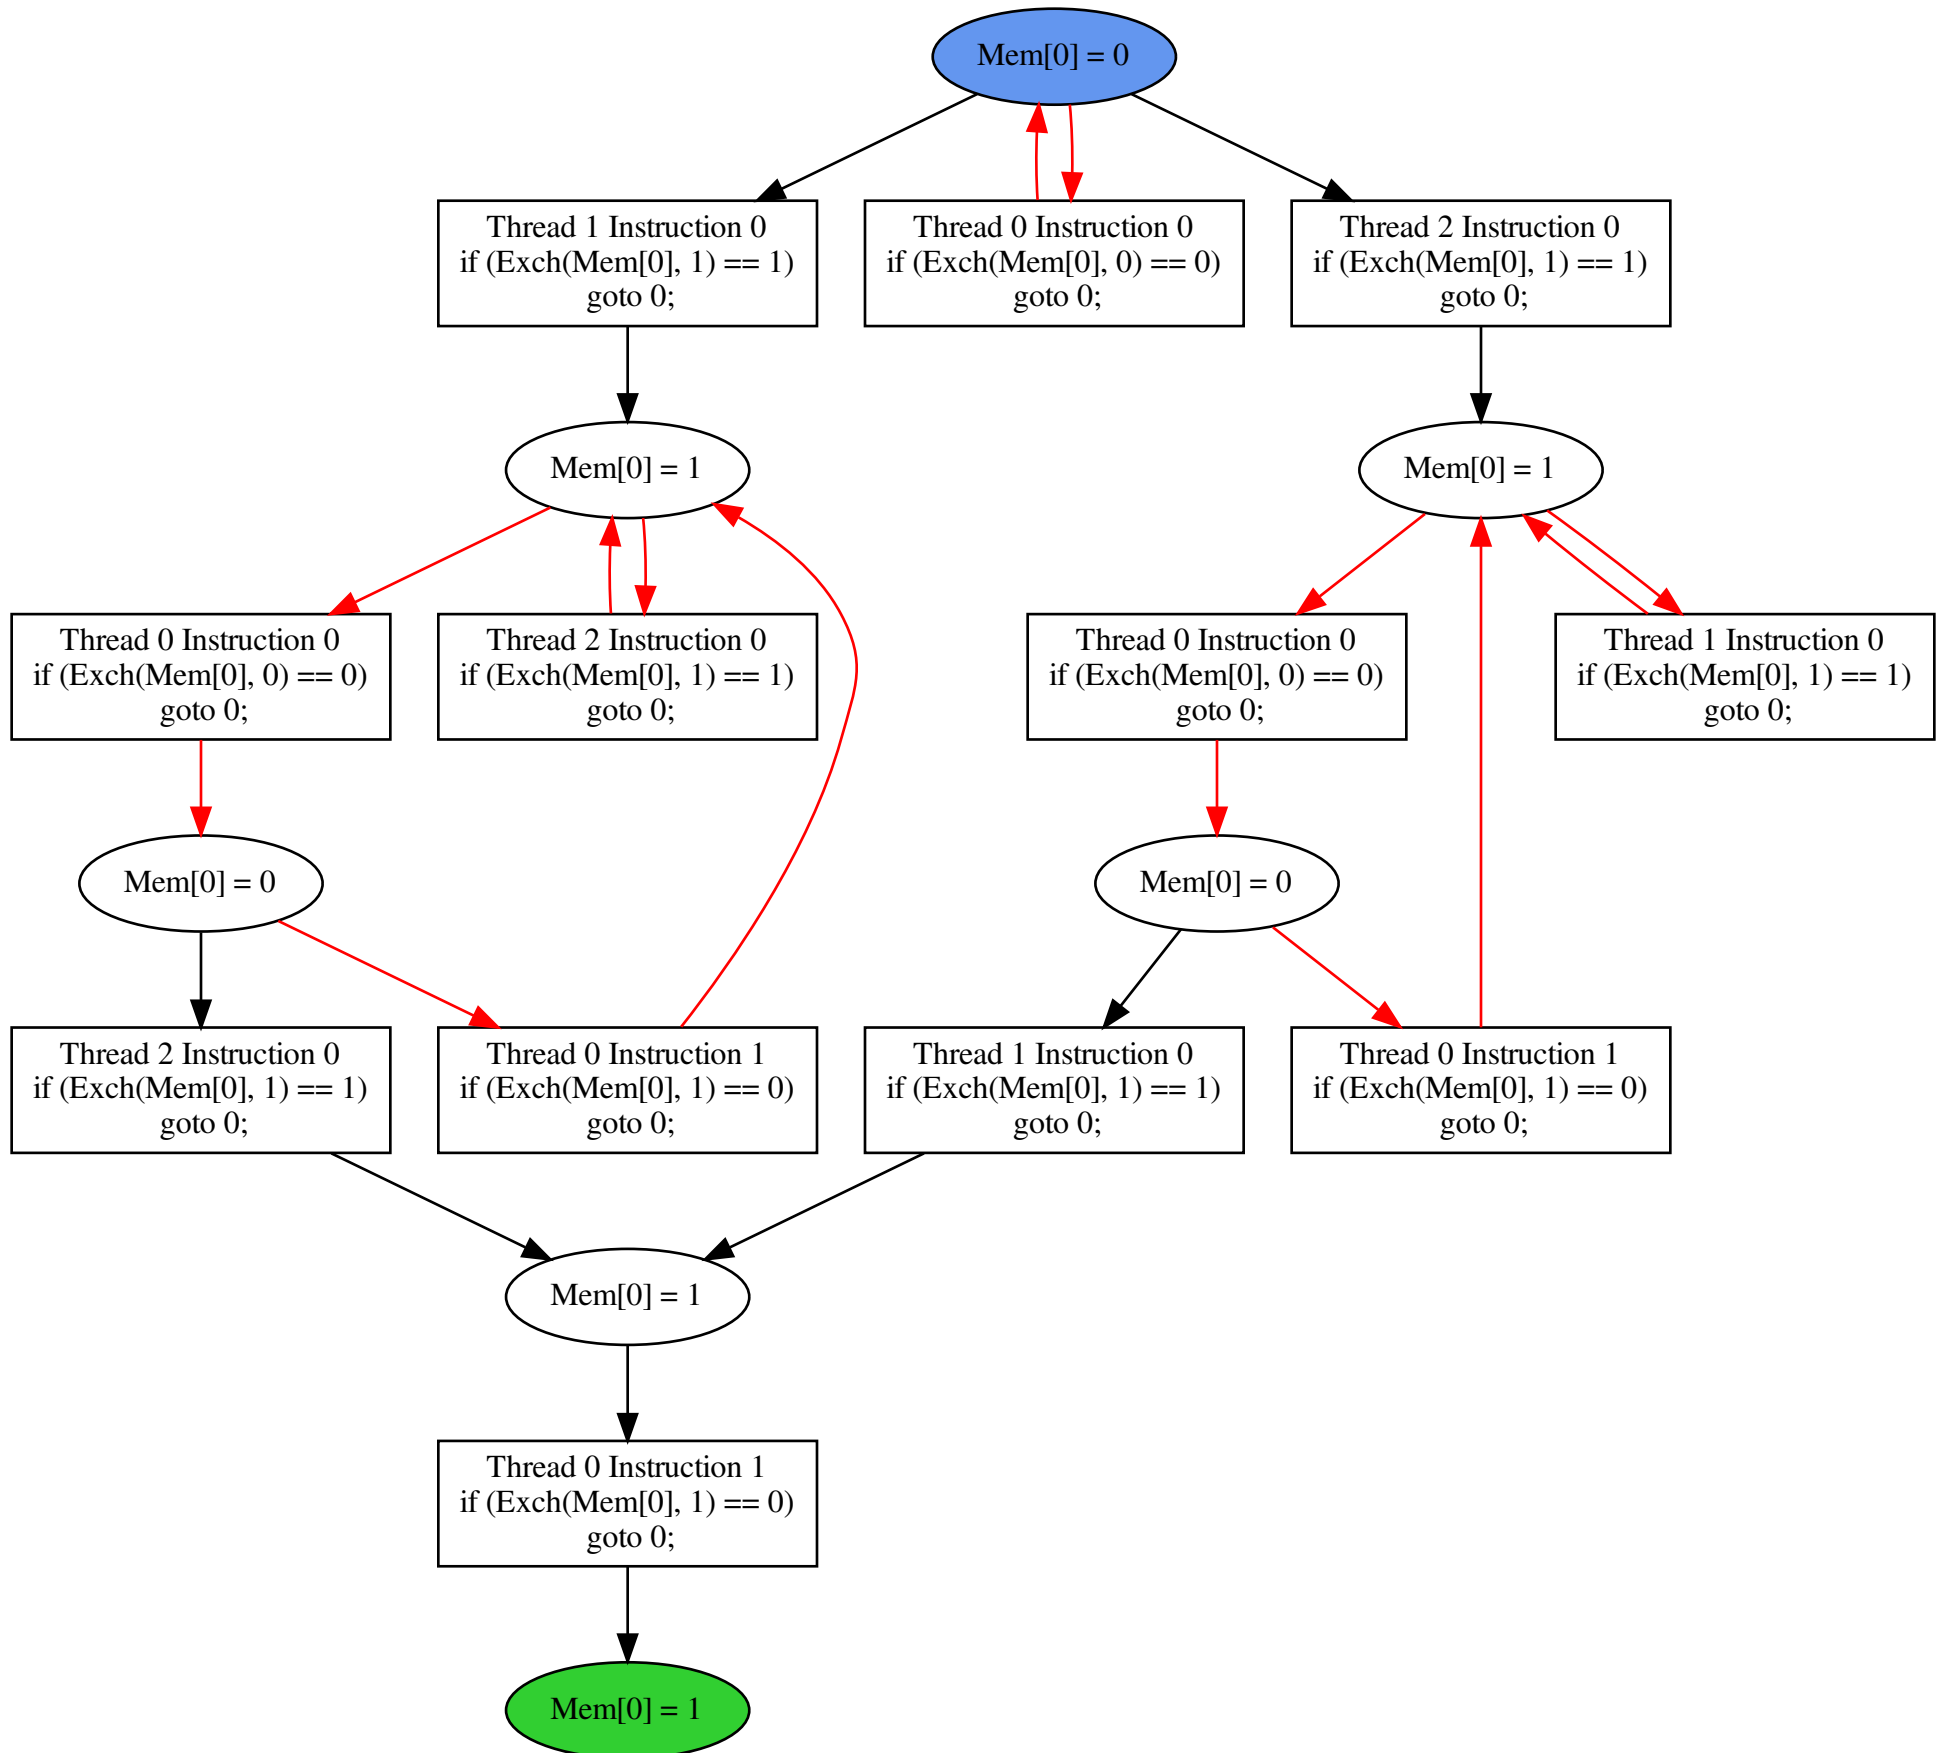 Mem[0] = 0
Thread 1 Instruction 0
if (Exch(Mem[0], 1) == 1)
goto 0;
Thread 0 Instruction 0
if (Exch(Mem[0], 0) == 0)
goto 0;
Thread 2 Instruction 0
if (Exch(Mem[0], 1) == 1)
goto 0;
Mem[0] = 1
Mem[0] = 1
Thread 0 Instruction 0
if (Exch(Mem[0], 0) == 0)
goto 0;
Thread 2 Instruction 0
if (Exch(Mem[0], 1) == 1)
goto 0;
Thread 0 Instruction 0
if (Exch(Mem[0], 0) == 0)
goto 0;
Thread 1 Instruction 0
if (Exch(Mem[0], 1) == 1)
goto 0;
Mem[0] = 0
Mem[0] = 0
Thread 2 Instruction 0
if (Exch(Mem[0], 1) == 1)
goto 0;
Thread 0 Instruction 1
if (Exch(Mem[0], 1) == 0)
goto 0;
Thread 1 Instruction 0
if (Exch(Mem[0], 1) == 1)
goto 0;
Thread 0 Instruction 1
if (Exch(Mem[0], 1) == 0)
goto 0;
Mem[0] = 1
Thread 0 Instruction 1
if (Exch(Mem[0], 1) == 0)
goto 0;
Mem[0] = 1